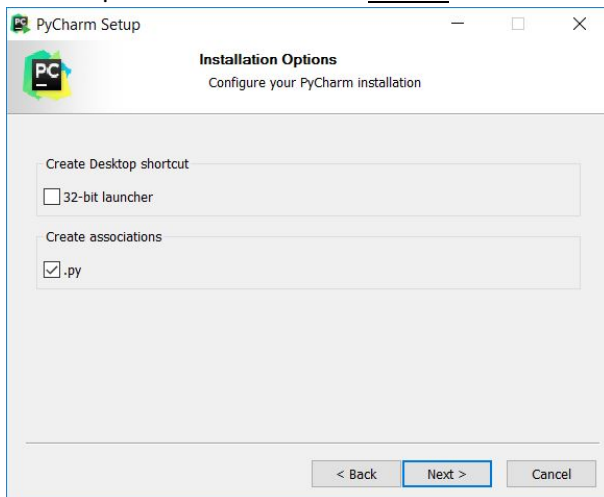 PyCharm Setup
PC
Installation Options
Configure your PyCharm installation
Create Desktop shortcut
32-bit launcher
Create associations
.py
< Back Next > Cancel